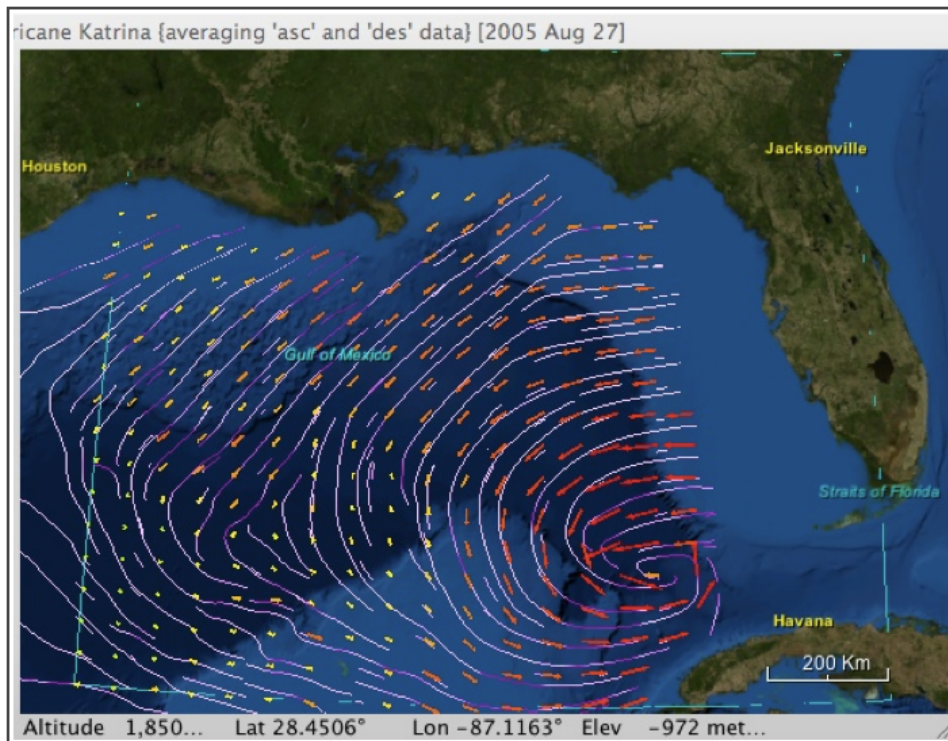 ricane Katrina {averaging 'asc' and 'des' data} [2005 Aug 27]
Houston
Jacksonville
Gulf of Mexico
Straits of Florida
Havana
200 Km
Altitude 1,850... Lat 28.4506° Lon -87.1163° Elev -972 met...